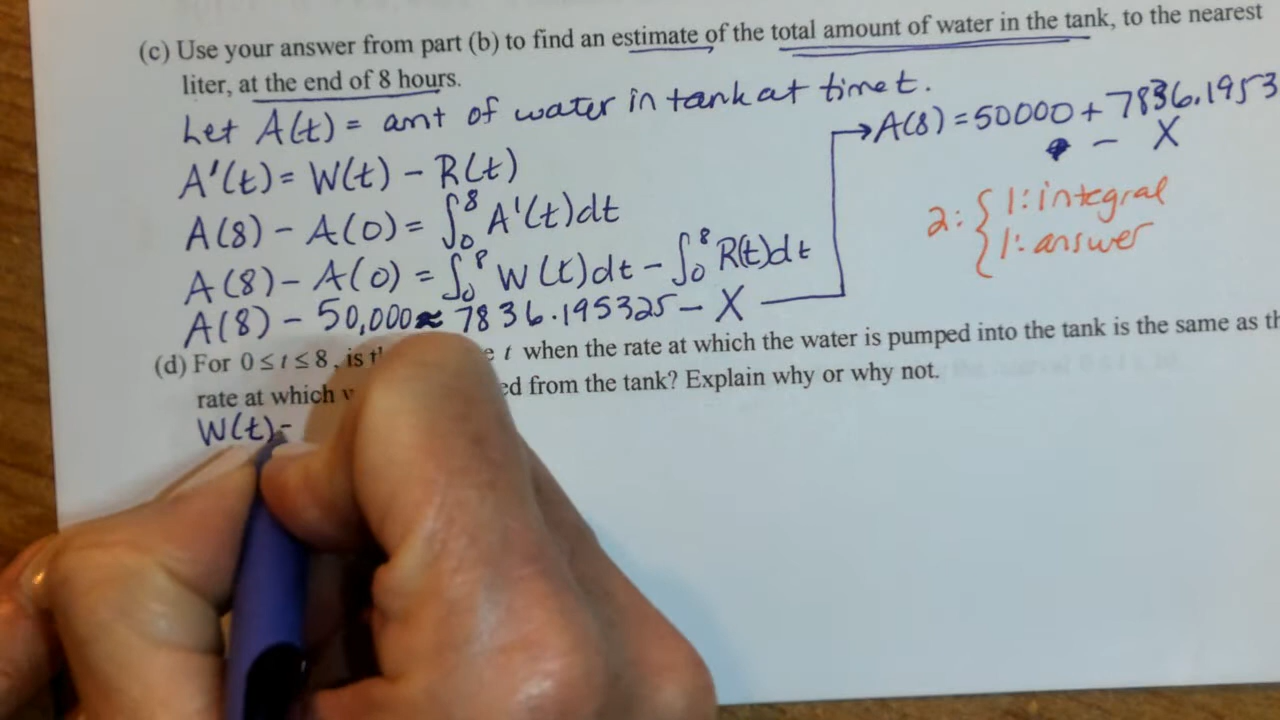 (c) Use your answer from part (b) to find an estimate of the total amount of water in the tank, to the nearest
liter, at the end of 8 hours.
Let A(t) = amt of water in tank at time t.
A'(t) = W(t) - R(t)
A(8) - A(0) = ∫₀⁸ A'(t)dt
A(8) - A(0) = ∫₀⁸ W(t)dt - ∫₀⁸ R(t)dt
A(8) - 50,000 ≈ 7836.195325 - X
→ A(8) = 50000 + 7836.1953
- X
2: { 1: integral
1: answer
(d) For 0 ≤ t ≤ 8, is t when the rate at which the water is pumped into the tank is the same as th
rate at which from the tank? Explain why or why not.
W(t) =